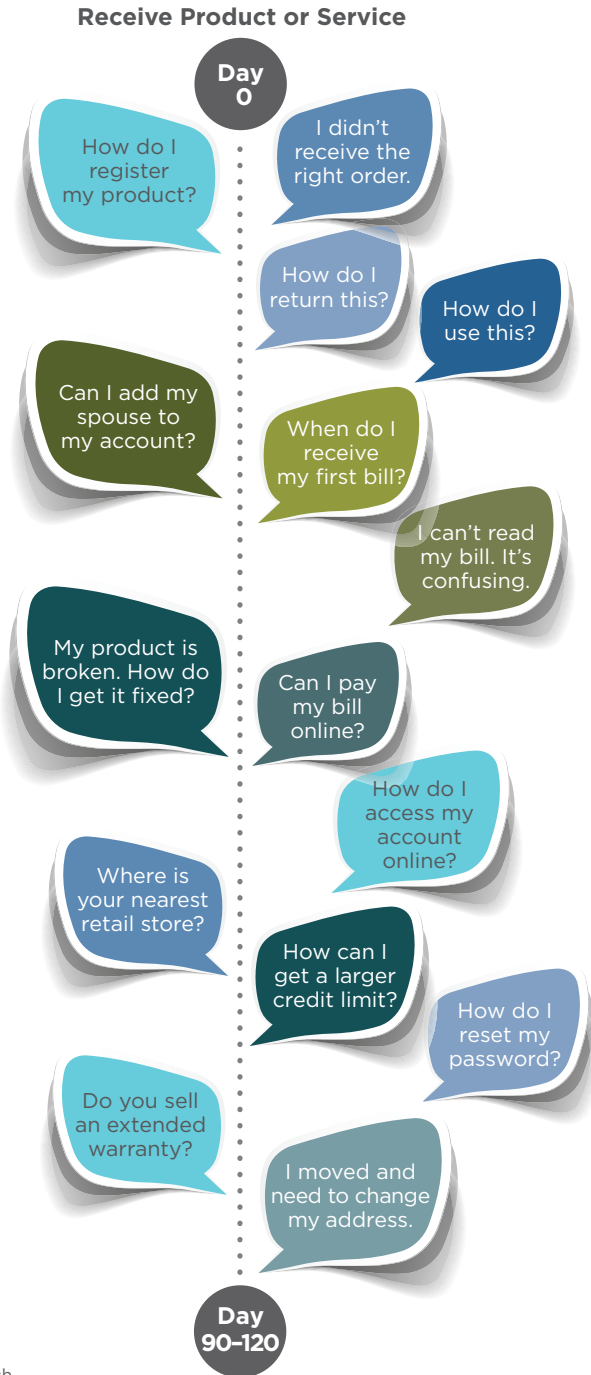 Receive Product or Service
Day
0
How do I
register
my product?
I didn’t
receive the
right order.
How do I
return this?
How do I
use this?
Can I add my
spouse to
my account?
When do I
receive
my first bill?
I can’t read
my bill. It’s
confusing.
My product is
broken. How do
I get it fixed?
Can I pay
my bill
online?
How do I
access my
account
online?
Where is
your nearest
retail store?
How can I
get a larger
credit limit?
How do I
reset my
password?
Do you sell
an extended
warranty?
I moved and
need to change
my address.
Day
90–120